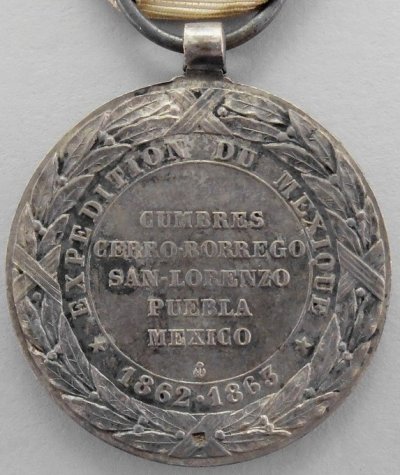 EXPEDITION DU MEXIQUE
CUMBRES
CERRO-BORREGO
SAN-LORENZO
PUEBLA
MEXICO
★ 1862·1863 ★